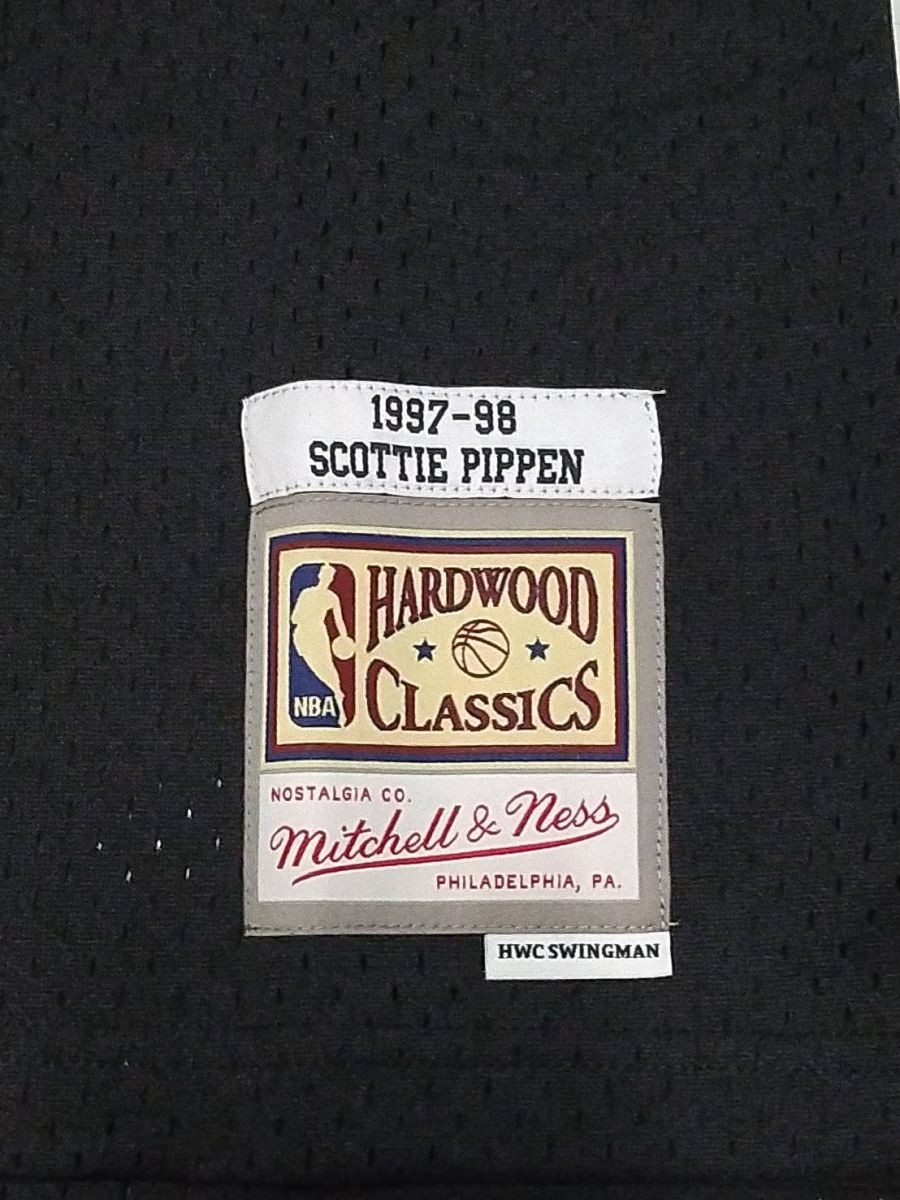 1997-98
SCOTTIE PIPPEN
HARDWOOD
CLASSICS
NBA
NOSTALGIA CO.
Mitchell & Ness
PHILADELPHIA, PA.
HWC SWINGMAN